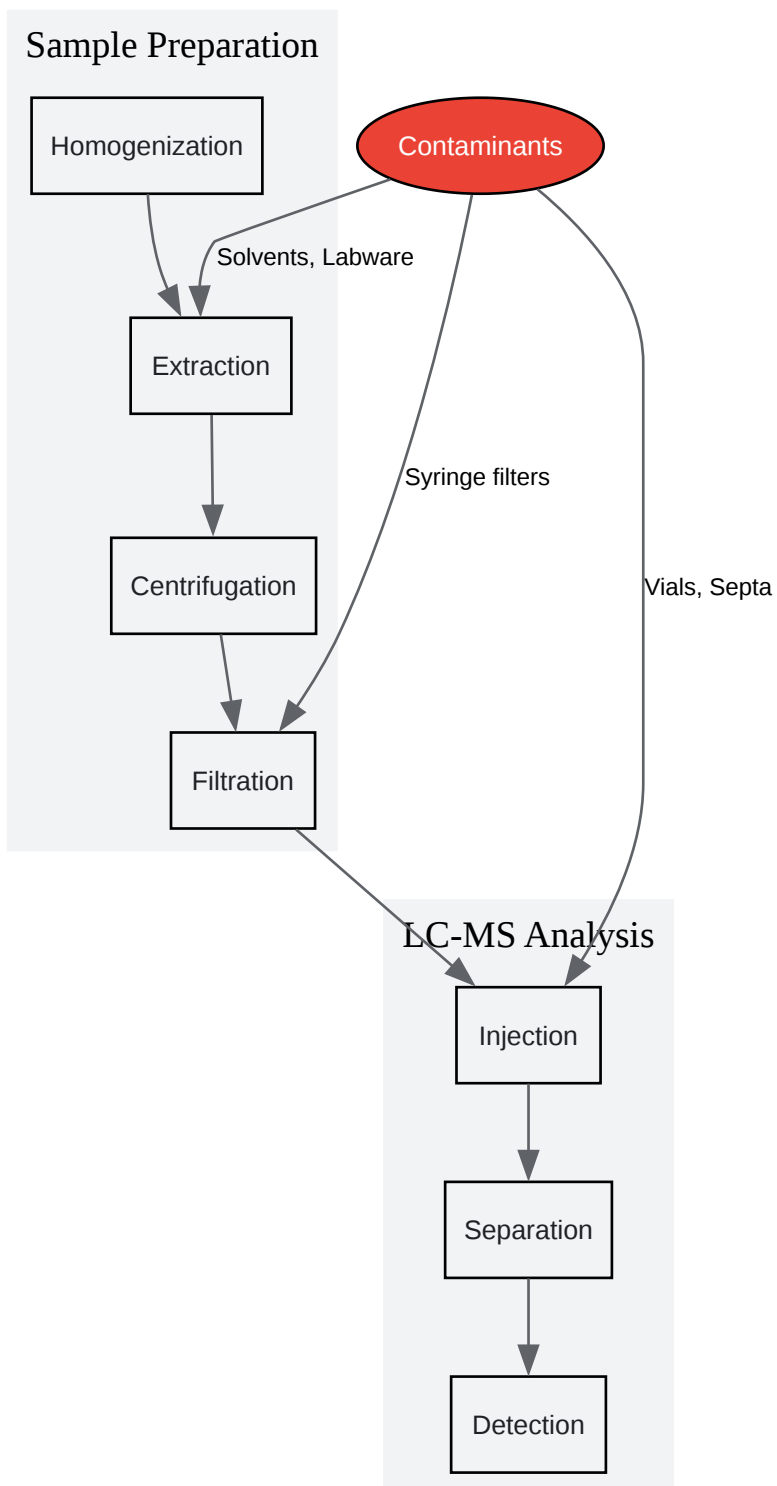 Sample Preparation
Homogenization
Contaminants
Solvents, Labware
Extraction
Syringe filters
Centrifugation
Vials, Septa
Filtration
LC-MS Analysis
Injection
Separation
Detection